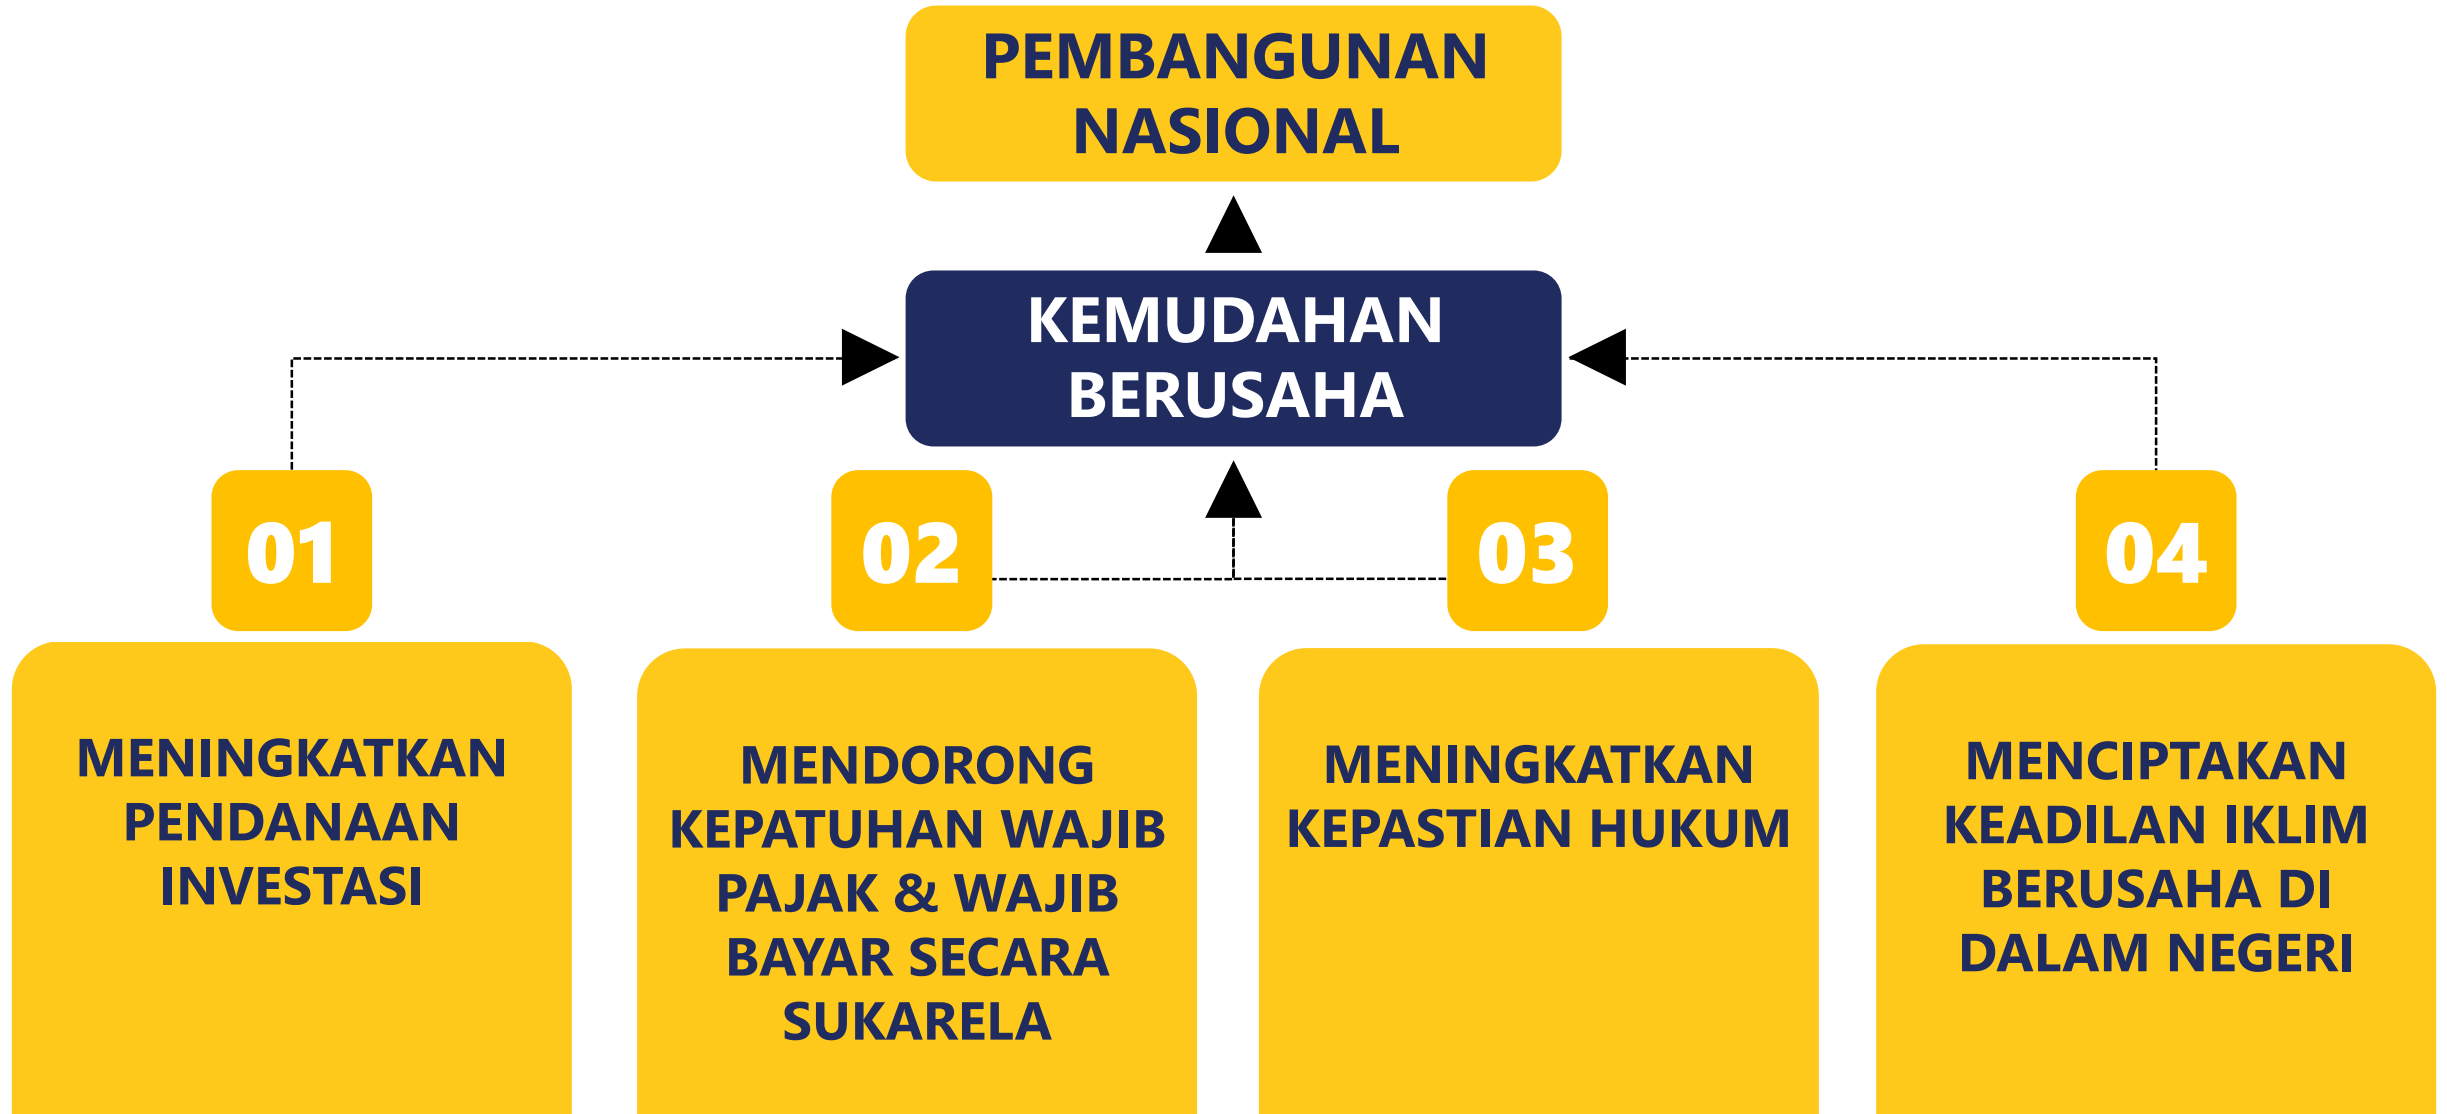 PEMBANGUNAN
NASIONAL
KEMUDAHAN
BERUSAHA
01
MENINGKATKAN
PENDANAAN
INVESTASI
02
MENDORONG
KEPATUHAN WAJIB
PAJAK & WAJIB
BAYAR SECARA
SUKARELA
03
MENINGKATKAN
KEPASTIAN HUKUM
04
MENCIPTAKAN
KEADILAN IKLIM
BERUSAHA DI
DALAM NEGERI